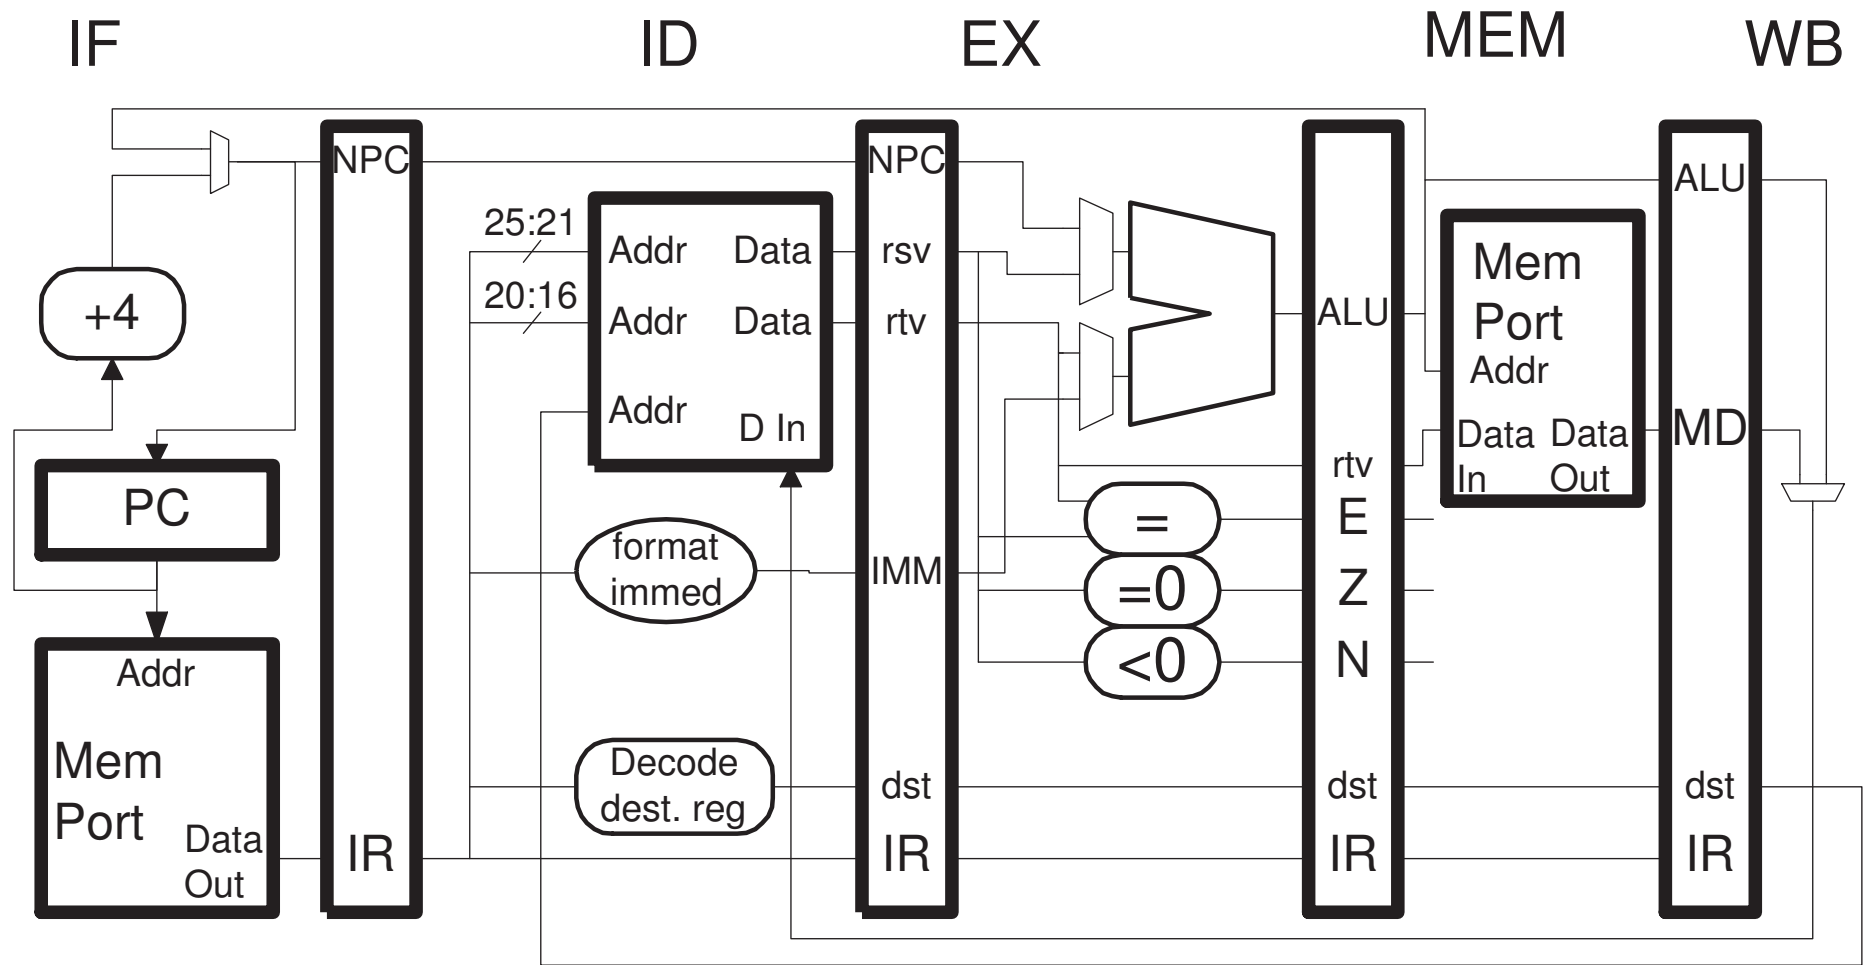 IF
ID
EX
MEM
WB
+4
PC
Addr
Mem
Port
Data
Out
NPC
IR
25:21
20:16
Addr
Data
Addr
Data
Addr
D In
format
immed
Decode
dest. reg
NPC
rsv
rtv
IMM
dst
IR
=
=0
<0
ALU
rtv
E
Z
N
dst
IR
Mem
Port
Addr
Data
In
Data
Out
ALU
MD
dst
IR